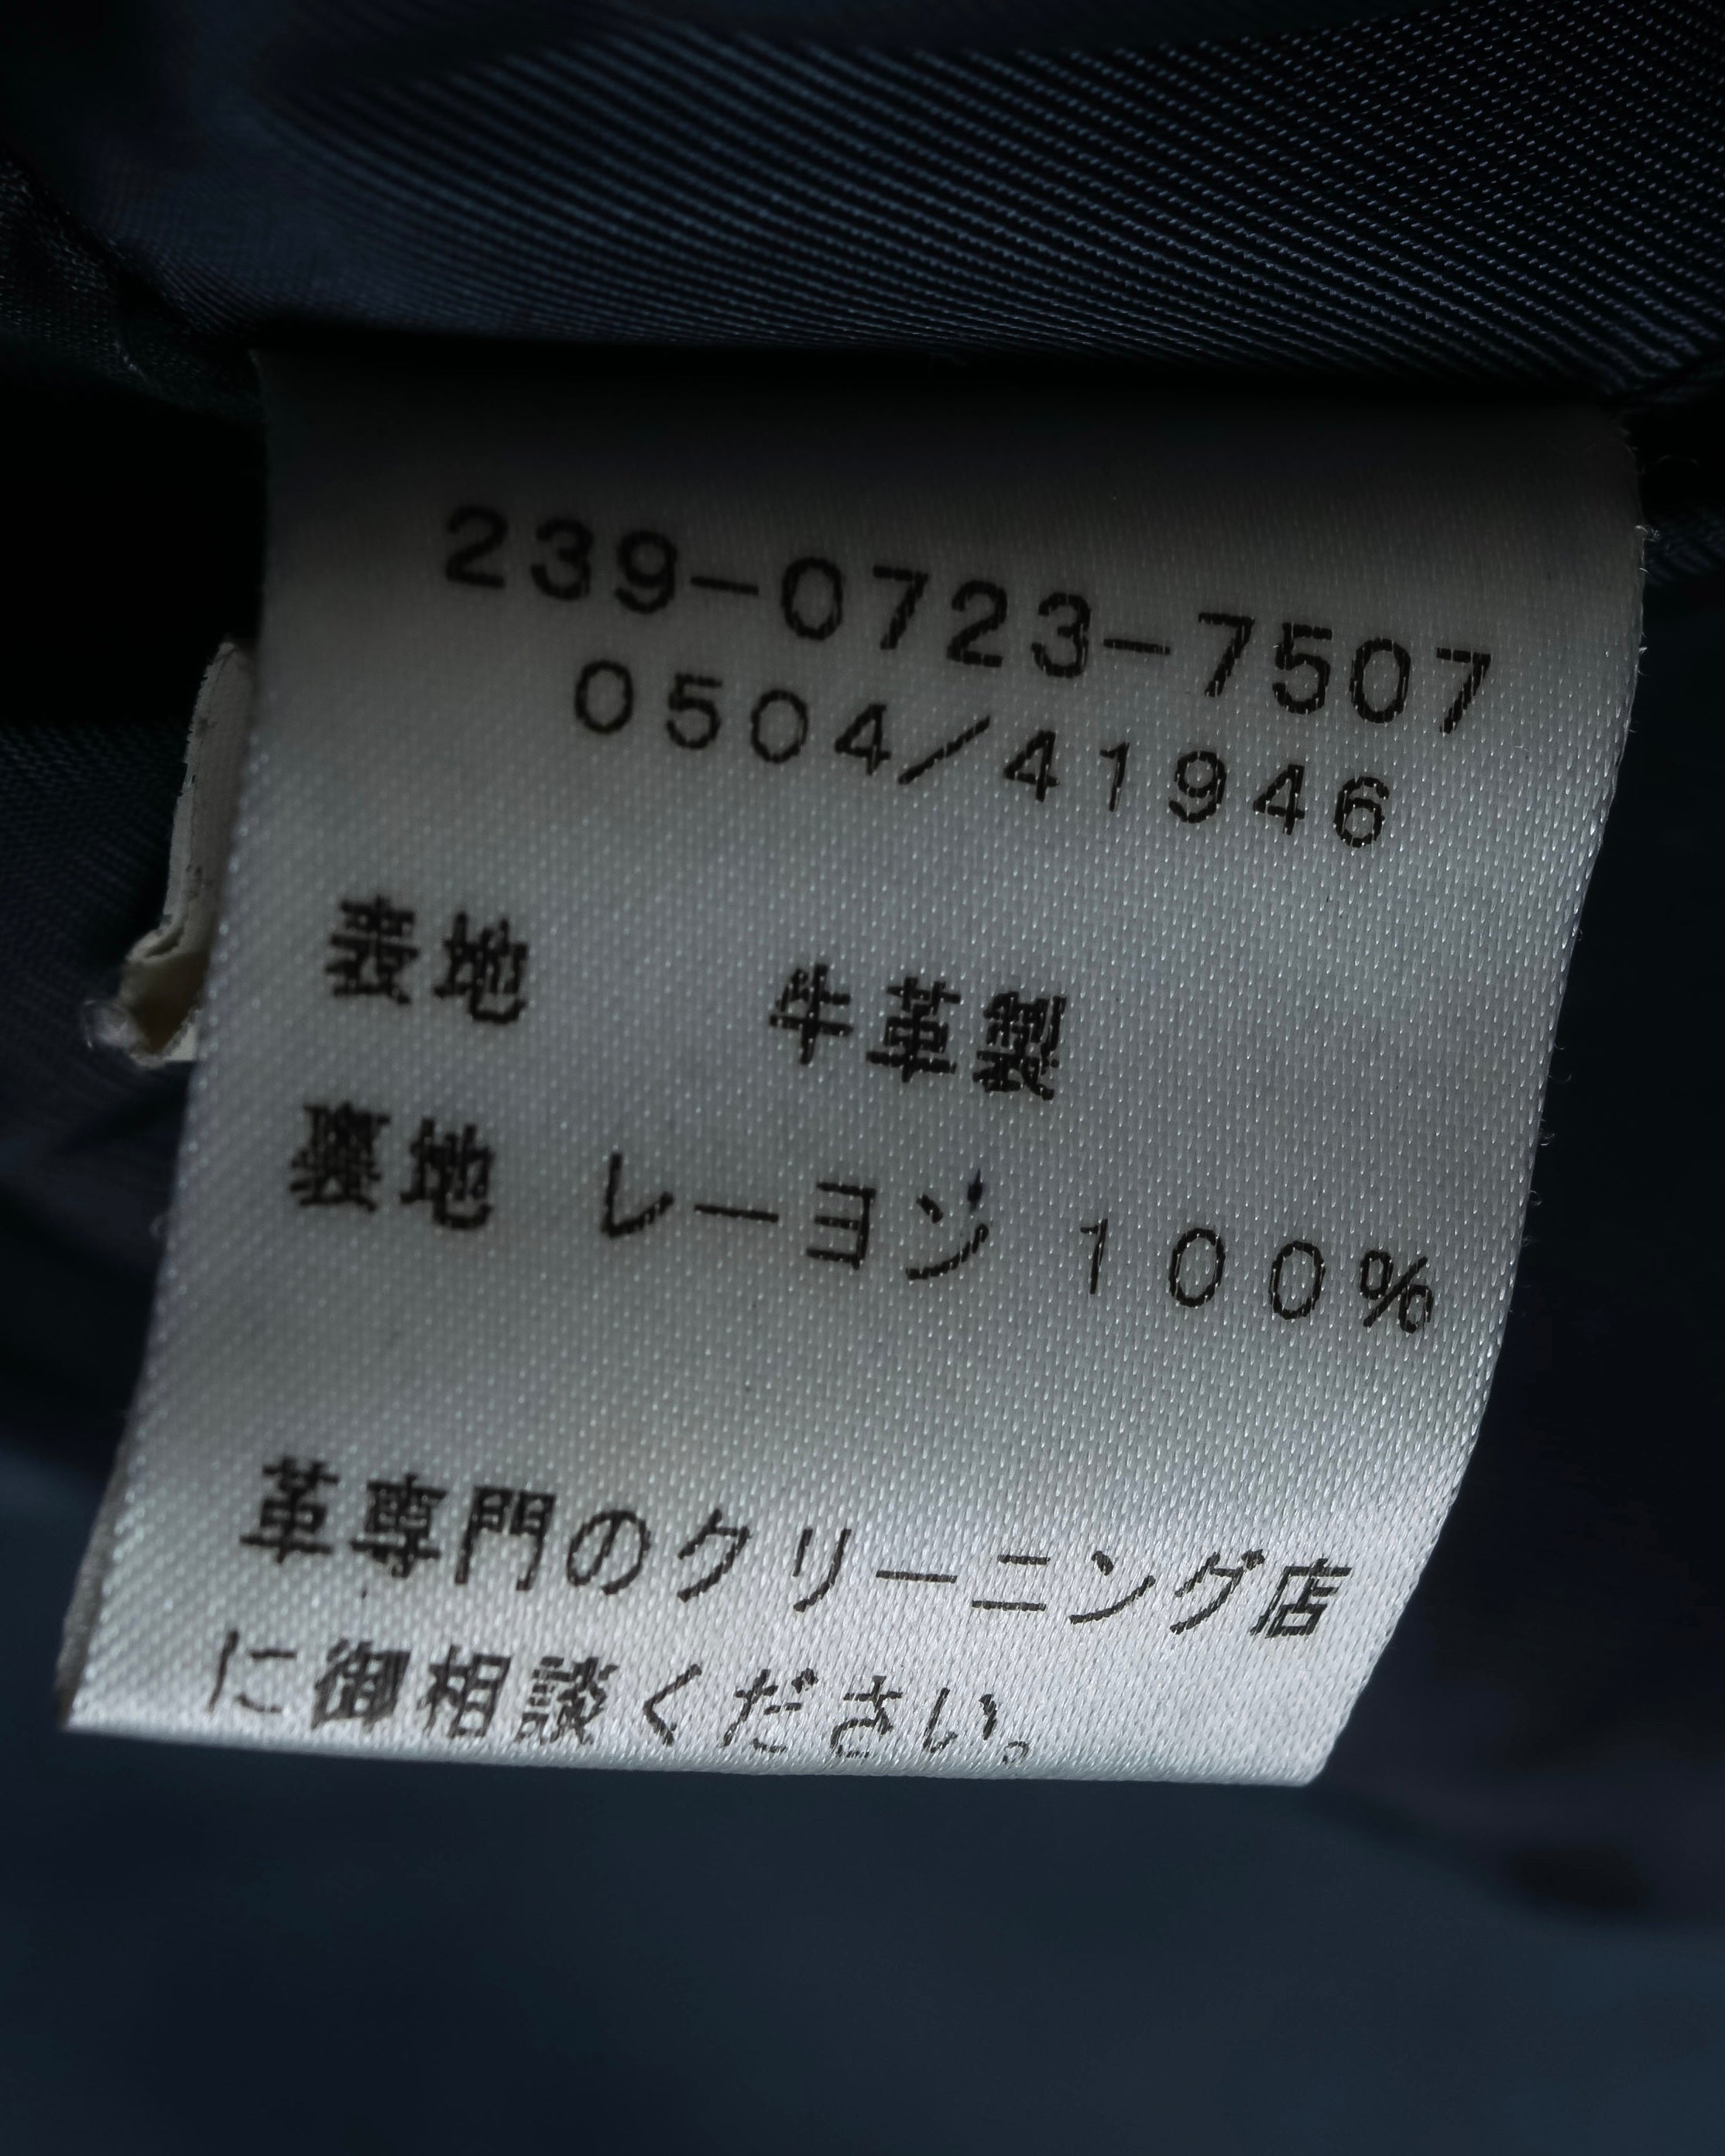 239-0723-7507
0504/41946
表地 牛革製
裏地 レーヨン 100%
革専門のクリーニング店
に御相談ください。